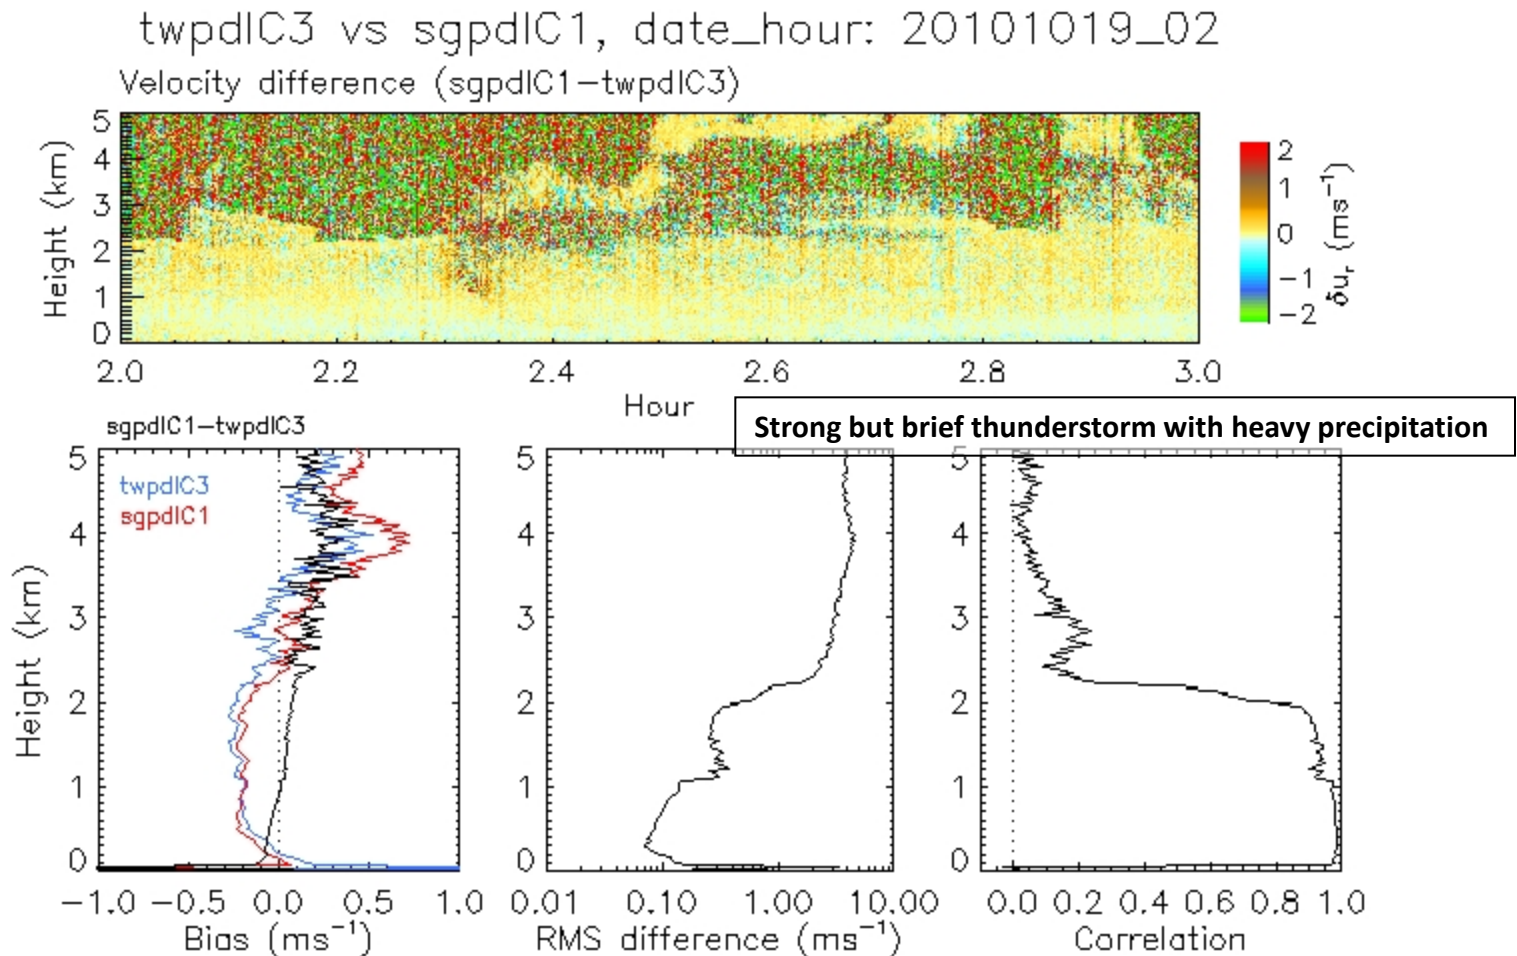 twpdlC3 vs sgpdlC1, date_hour: 20101019_02
Velocity difference (sgpdlC1−twpdlC3)
5
4
3
2
1
0
Height (km)
2.0 2.2 2.4 2.6 2.8 3.0
Hour
2
1
0
−1
−2
δuᵣ (ms⁻¹)
Strong but brief thunderstorm with heavy precipitation
sgpdlC1−twpdlC3
twpdlC3
sgpdlC1
5
4
3
2
1
0
Height (km)
−1.0 −0.5 0.0 0.5 1.0
Bias (ms⁻¹)
5
4
3
2
1
0
0.01 0.10 1.00 10.00
RMS difference (ms⁻¹)
5
4
3
2
1
0
0.0 0.2 0.4 0.6 0.8 1.0
Correlation